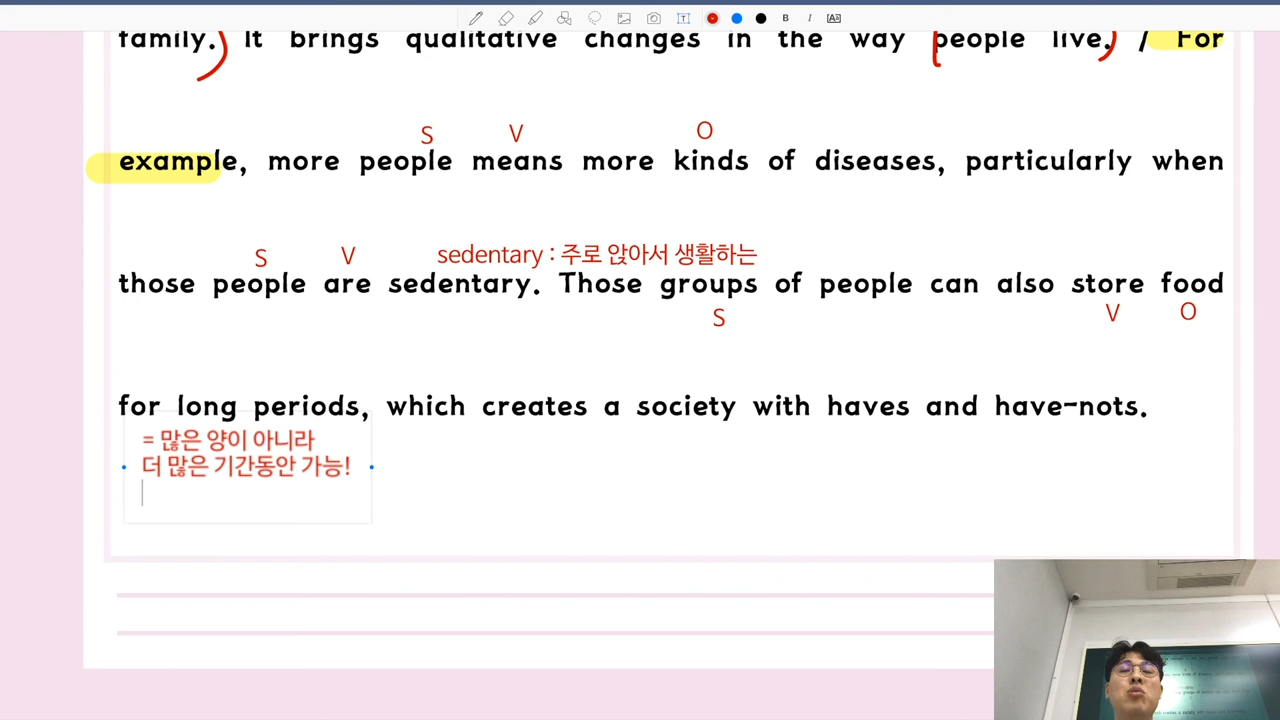 family.) It brings qualitative changes in the way (people live.) / For
S V O
example, more people means more kinds of diseases, particularly when
S V sedentary : 주로 앉아서 생활하는
those people are sedentary. Those groups of people can also store food
S V O
for long periods, which creates a society with haves and have-nots.
= 많은 양이 아니라
더 많은 기간동안 가능!